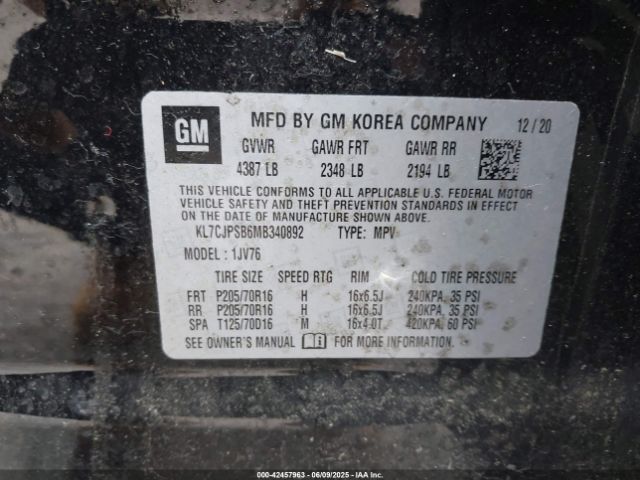 GM
MFD BY GM KOREA COMPANY 12/20
GVWR GAWR FRT GAWR RR
4387 LB 2348 LB 2194 LB
THIS VEHICLE CONFORMS TO ALL APPLICABLE U.S. FEDERAL MOTOR
VEHICLE SAFETY AND THEFT PREVENTION STANDARDS IN EFFECT ON
THE DATE OF MANUFACTURE SHOWN ABOVE.
KL7CJPSB6MB340892 TYPE: MPV
MODEL: 1JV76
TIRE SIZE SPEED RTG RIM COLD TIRE PRESSURE
FRT P205/70R16 H 16x6.5J 240KPA, 35 PSI
RR P205/70R16 H 16x6.5J 240KPA, 35 PSI
SPA T125/70D16 M 16x4.0T 420KPA, 60 PSI
SEE OWNER'S MANUAL i FOR MORE INFORMATION.
000-42457963 - 06/09/2025 - IAA Inc.